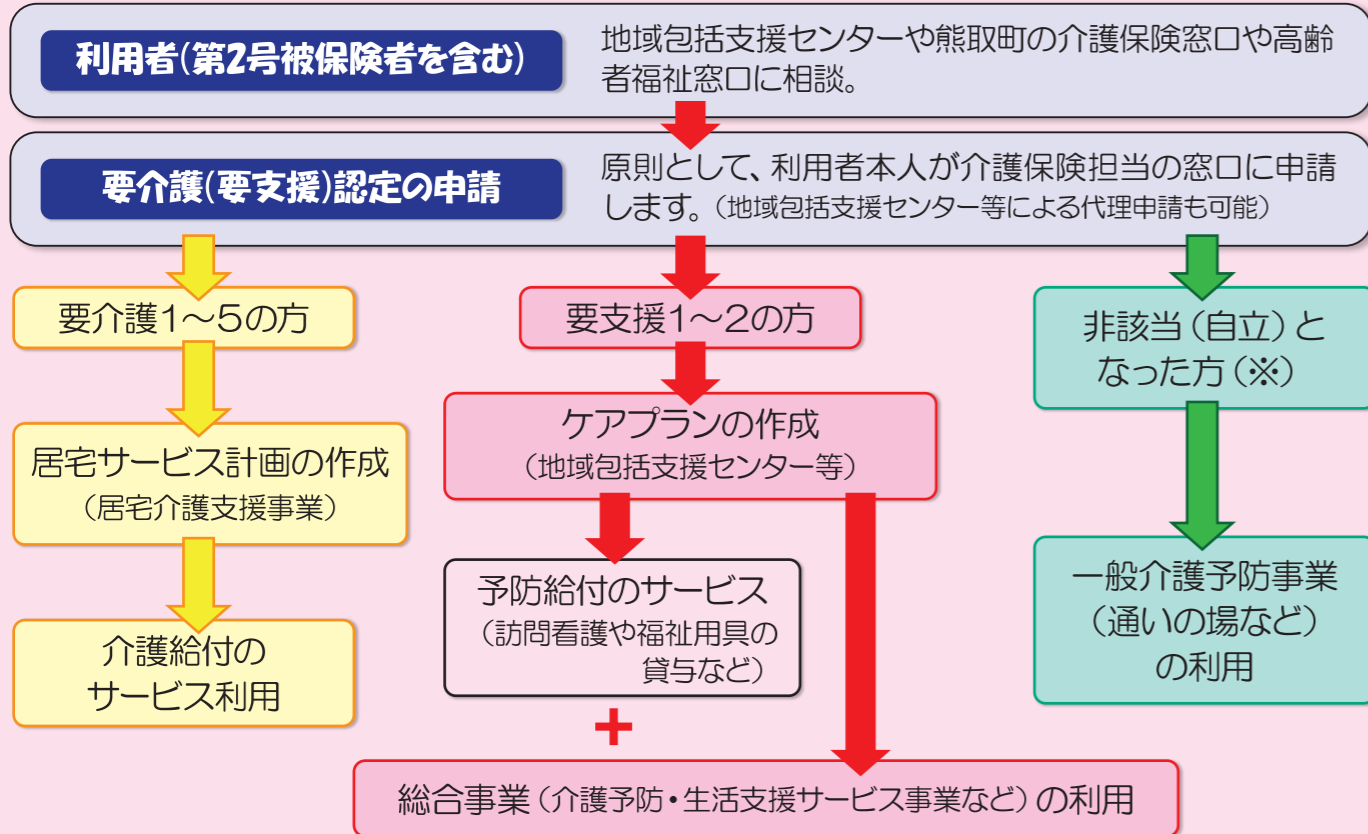 利用者(第2号被保険者を含む)
地域包括支援センターや熊取町の介護保険窓口や高齢
者福祉窓口に相談。
要介護(要支援)認定の申請
原則として、利用者本人が介護保険担当の窓口に申請
します。（地域包括支援センター等による代理申請も可能）
要介護1～5の方
居宅サービス計画の作成
（居宅介護支援事業）
介護給付の
サービス利用
要支援1～2の方
ケアプランの作成
（地域包括支援センター等）
予防給付のサービス
（訪問看護や福祉用具の
貸与など）
＋
総合事業（介護予防・生活支援サービス事業など）の利用
非該当（自立）と
なった方（※）
一般介護予防事業
（通いの場など）
の利用